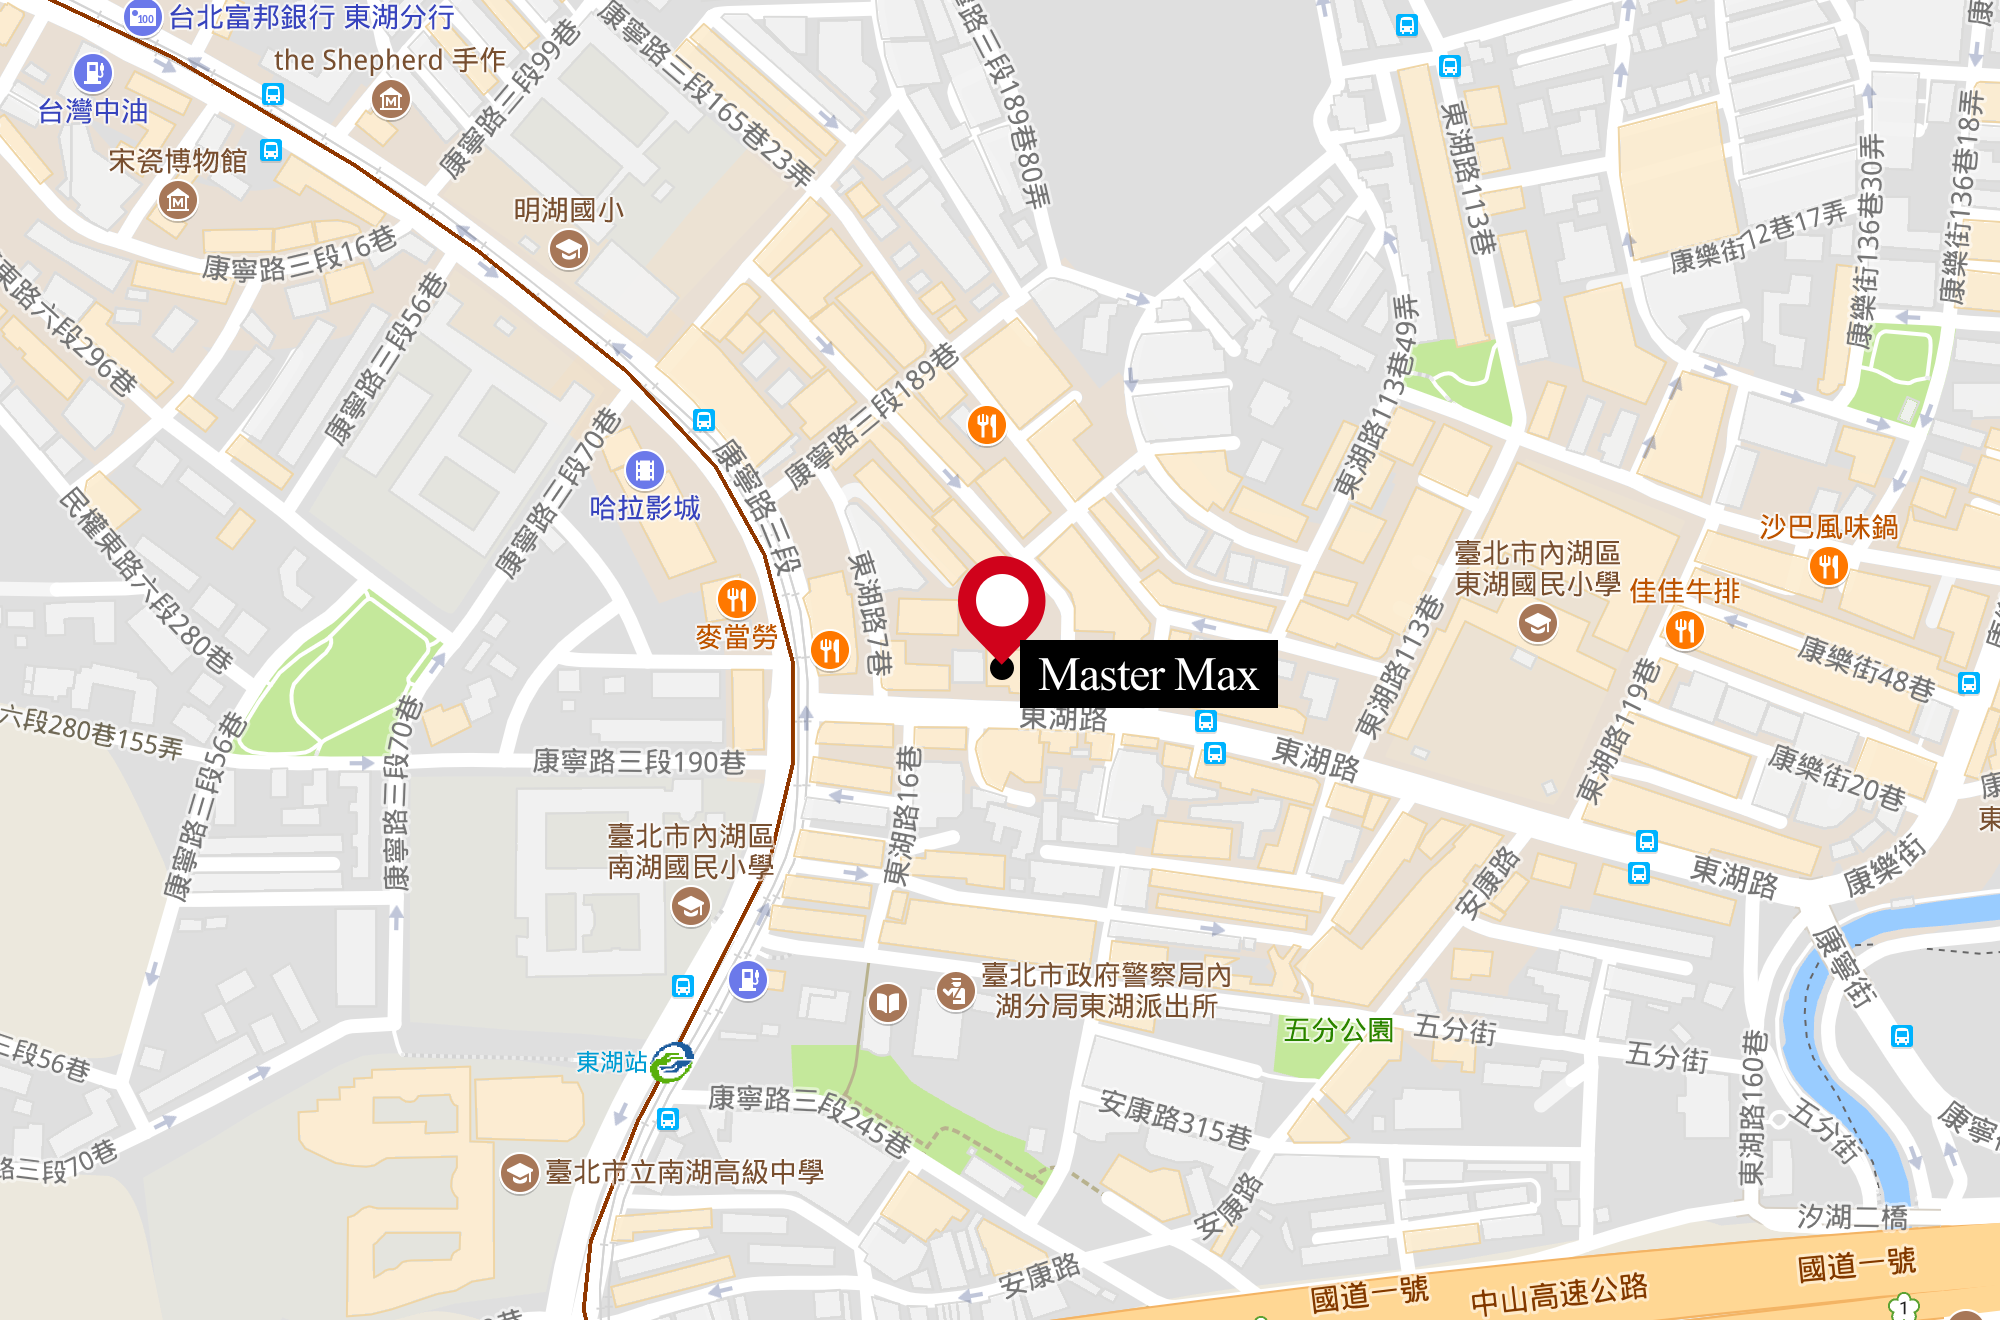 台北富邦銀行 東湖分行
100
the Shepherd 手作
台灣中油
宋瓷博物館
康寧路三段99巷
康寧路三段165巷23弄
康寧路三段189巷80弄
東湖路113巷
康樂街136巷30弄
康樂街136巷18弄
康樂街72巷17弄
明湖國小
康寧路三段16巷
東路六段296巷
康寧路三段56巷
東湖路113巷49弄
康寧路三段189巷
康寧路三段70巷
哈拉影城
康寧路三段
民權東路六段280巷
沙巴風味鍋
臺北市內湖區
東湖國民小學
佳佳牛排
東湖路7巷
麥當勞
康樂街48巷
Master Max
東湖路
東湖路113巷
東湖路119巷
六段280巷155弄
康寧路三段56巷
康寧路三段70巷
康寧路三段190巷
東湖路16巷
東湖路
康樂街20巷
臺北市內湖區
南湖國民小學
安康路
東湖路
康樂街
康寧街
臺北市政府警察局內
湖分局東湖派出所
五分公園
五分街
五分街
東湖站
三段56巷
康寧路三段245巷
安康路315巷
東湖路160巷
五分街
路三段70巷
臺北市立南湖高級中學
安康路
汐湖二橋
安康路
國道一號
中山高速公路
國道一號
1